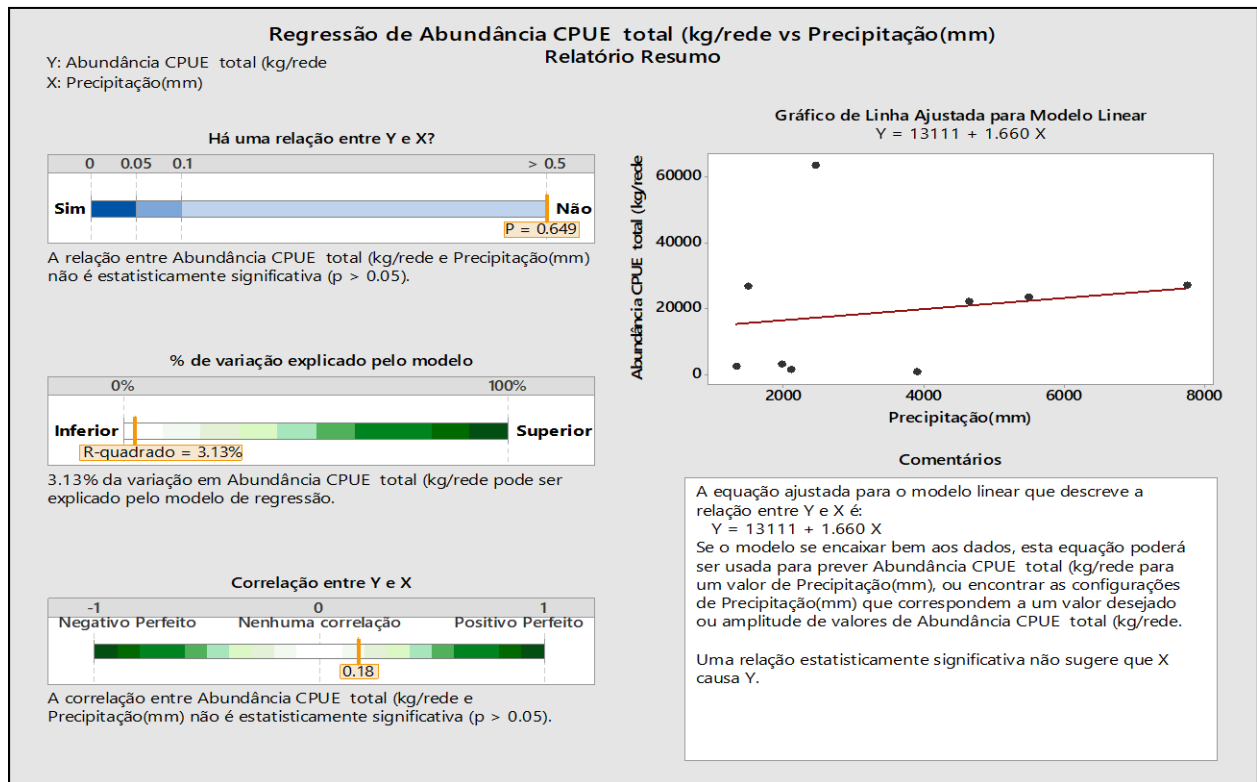 Regressão de Abundância CPUE total (kg/rede vs Precipitação(mm)
Relatório Resumo
Y: Abundância CPUE total (kg/rede
X: Precipitação(mm)
Há uma relação entre Y e X?
0 0.05 0.1 > 0.5
Sim Não
P = 0.649
A relação entre Abundância CPUE total (kg/rede e Precipitação(mm)
não é estatisticamente significativa (p > 0.05).
% de variação explicado pelo modelo
0% 100%
Inferior Superior
R-quadrado = 3.13%
3.13% da variação em Abundância CPUE total (kg/rede pode ser
explicado pelo modelo de regressão.
Correlação entre Y e X
-1 0 1
Negativo Perfeito Nenhuma correlação Positivo Perfeito
0.18
A correlação entre Abundância CPUE total (kg/rede e
Precipitação(mm) não é estatisticamente significativa (p > 0.05).
Gráfico de Linha Ajustada para Modelo Linear
Y = 13111 + 1.660 X
Abundância CPUE total (kg/rede
60000
40000
20000
0
2000 4000 6000 8000
Precipitação(mm)
Comentários
A equação ajustada para o modelo linear que descreve a
relação entre Y e X é:
Y = 13111 + 1.660 X
Se o modelo se encaixar bem aos dados, esta equação poderá
ser usada para prever Abundância CPUE total (kg/rede para
um valor de Precipitação(mm), ou encontrar as configurações
de Precipitação(mm) que correspondem a um valor desejado
ou amplitude de valores de Abundância CPUE total (kg/rede.
Uma relação estatisticamente significativa não sugere que X
causa Y.